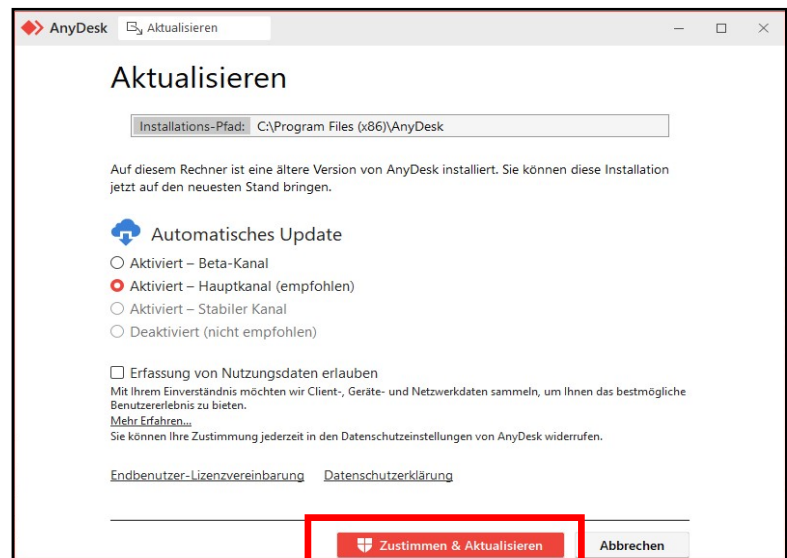 AnyDesk Aktualisieren
Aktualisieren
Installations-Pfad: C:\Program Files (x86)\AnyDesk
Auf diesem Rechner ist eine ältere Version von AnyDesk installiert. Sie können diese Installation
jetzt auf den neuesten Stand bringen.
Automatisches Update
Aktiviert – Beta-Kanal
Aktiviert – Hauptkanal (empfohlen)
Aktiviert – Stabiler Kanal
Deaktiviert (nicht empfohlen)
Erfassung von Nutzungsdaten erlauben
Mit Ihrem Einverständnis möchten wir Client-, Geräte- und Netzwerkdaten sammeln, um Ihnen das bestmögliche
Benutzererlebnis zu bieten.
Mehr Erfahren...
Sie können Ihre Zustimmung jederzeit in den Datenschutzeinstellungen von AnyDesk widerrufen.
Endbenutzer-Lizenzvereinbarung Datenschutzerklärung
Zustimmen & Aktualisieren Abbrechen